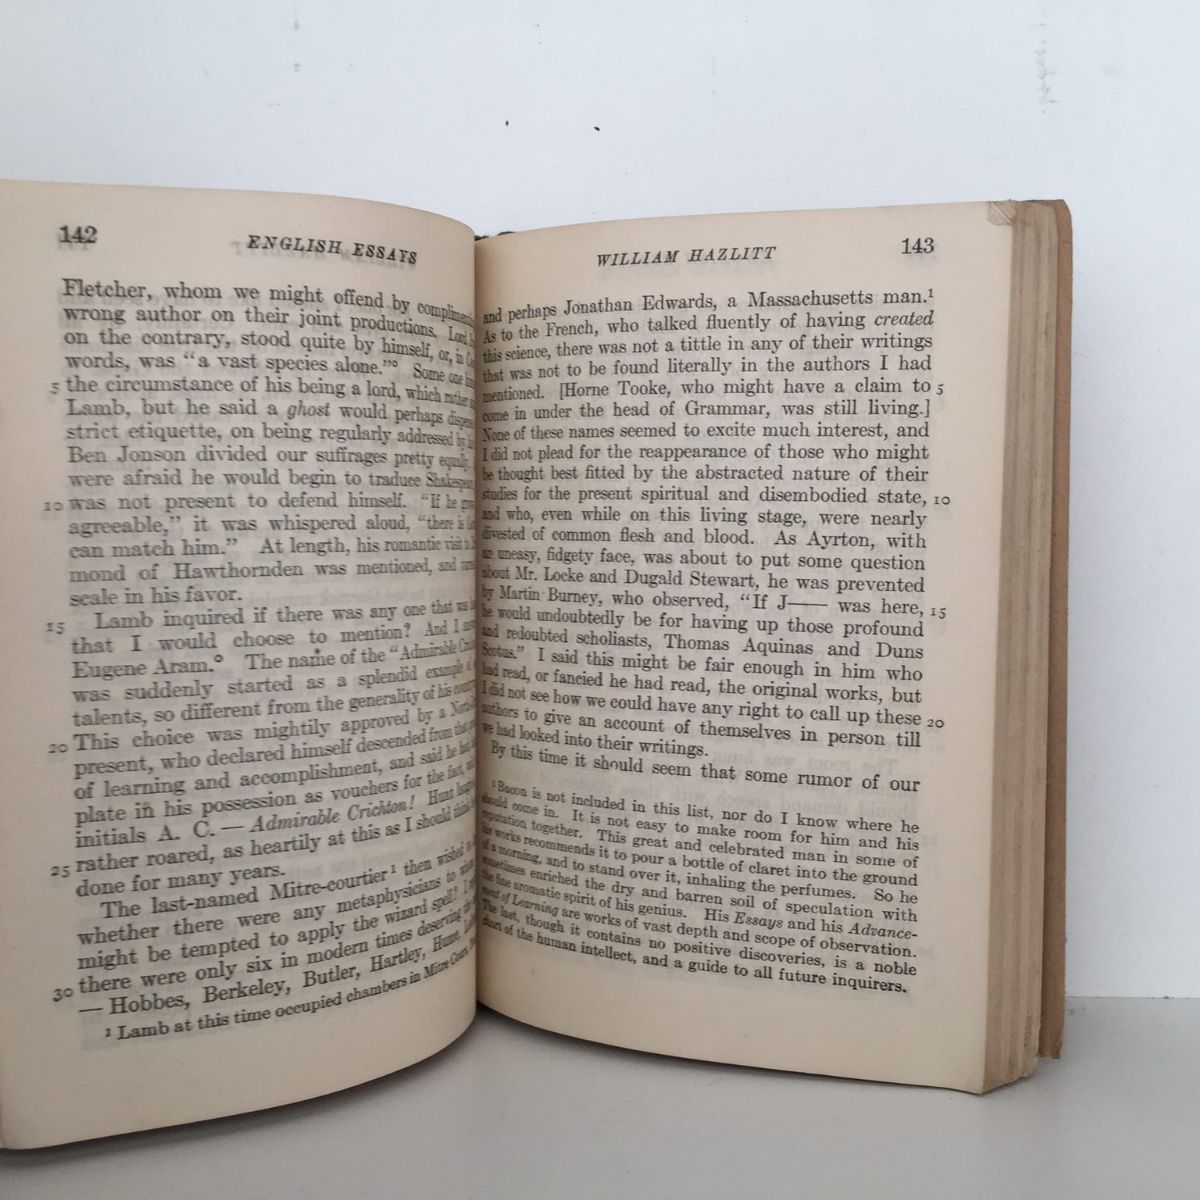 142
ENGLISH ESSAYS
Fletcher, whom we might offend by
wrong author on their joint productions. Lord
on the contrary, stood quite by himself, or, in
words, was "a vast species alone."° Some one
5 the circumstance of his being a lord, which rather
Lamb, but he said a ghost would perhaps
strict etiquette, on being regularly addressed by
Ben Jonson divided our suffrages pretty equally.
were afraid he would begin to traduce
10 was not present to defend himself. "If he
agreeable," it was whispered aloud, "there is
can match him." At length, his romantic visit to
mond of Hawthornden was mentioned, and
scale in his favor.
15 Lamb inquired if there was any one that was
that I would choose to mention? And I
Eugene Aram.° The name of the "Admirable
was suddenly started as a splendid example of
talents, so different from the generality of his
20 This choice was mightily approved by a
present, who declared himself descended from that
of learning and accomplishment, and said he had
plate in his possession as vouchers for the fact,
initials A. C. — Admirable Crichton! Hunt
25 rather roared, as heartily at this as I should think
done for many years.
The last-named Mitre-courtier¹ then wished
whether there were any metaphysicians to
might be tempted to apply the wizard spell? I
30 there were only six in modern times deserving the
— Hobbes, Berkeley, Butler, Hartley, Hume,
¹ Lamb at this time occupied chambers in Mitre Court,
WILLIAM HAZLITT
143
and perhaps Jonathan Edwards, a Massachusetts man.¹
As to the French, who talked fluently of having created
this science, there was not a tittle in any of their writings
that was not to be found literally in the authors I had
mentioned. [Horne Tooke, who might have a claim to 5
come in under the head of Grammar, was still living.]
None of these names seemed to excite much interest, and
I did not plead for the reappearance of those who might
be thought best fitted by the abstracted nature of their
studies for the present spiritual and disembodied state, 10
and who, even while on this living stage, were nearly
divested of common flesh and blood. As Ayrton, with
an uneasy, fidgety face, was about to put some question
about Mr. Locke and Dugald Stewart, he was prevented
by Martin Burney, who observed, "If J—— was here, 15
he would undoubtedly be for having up those profound
and redoubted scholiasts, Thomas Aquinas and Duns
Scotus." I said this might be fair enough in him who
had read, or fancied he had read, the original works, but
I did not see how we could have any right to call up these 20
authors to give an account of themselves in person till
we had looked into their writings.
By this time it should seem that some rumor of our
¹ Bacon is not included in this list, nor do I know where he
should come in. It is not easy to make room for him and his
reputation together. This great and celebrated man in some of
his works recommends it to pour a bottle of claret into the ground
of a morning, and to stand over it, inhaling the perfumes. So he
sometimes enriched the dry and barren soil of speculation with
the fine aromatic spirit of his genius. His Essays and his Advance-
ment of Learning are works of vast depth and scope of observation.
The last, though it contains no positive discoveries, is a noble
chart of the human intellect, and a guide to all future inquirers.